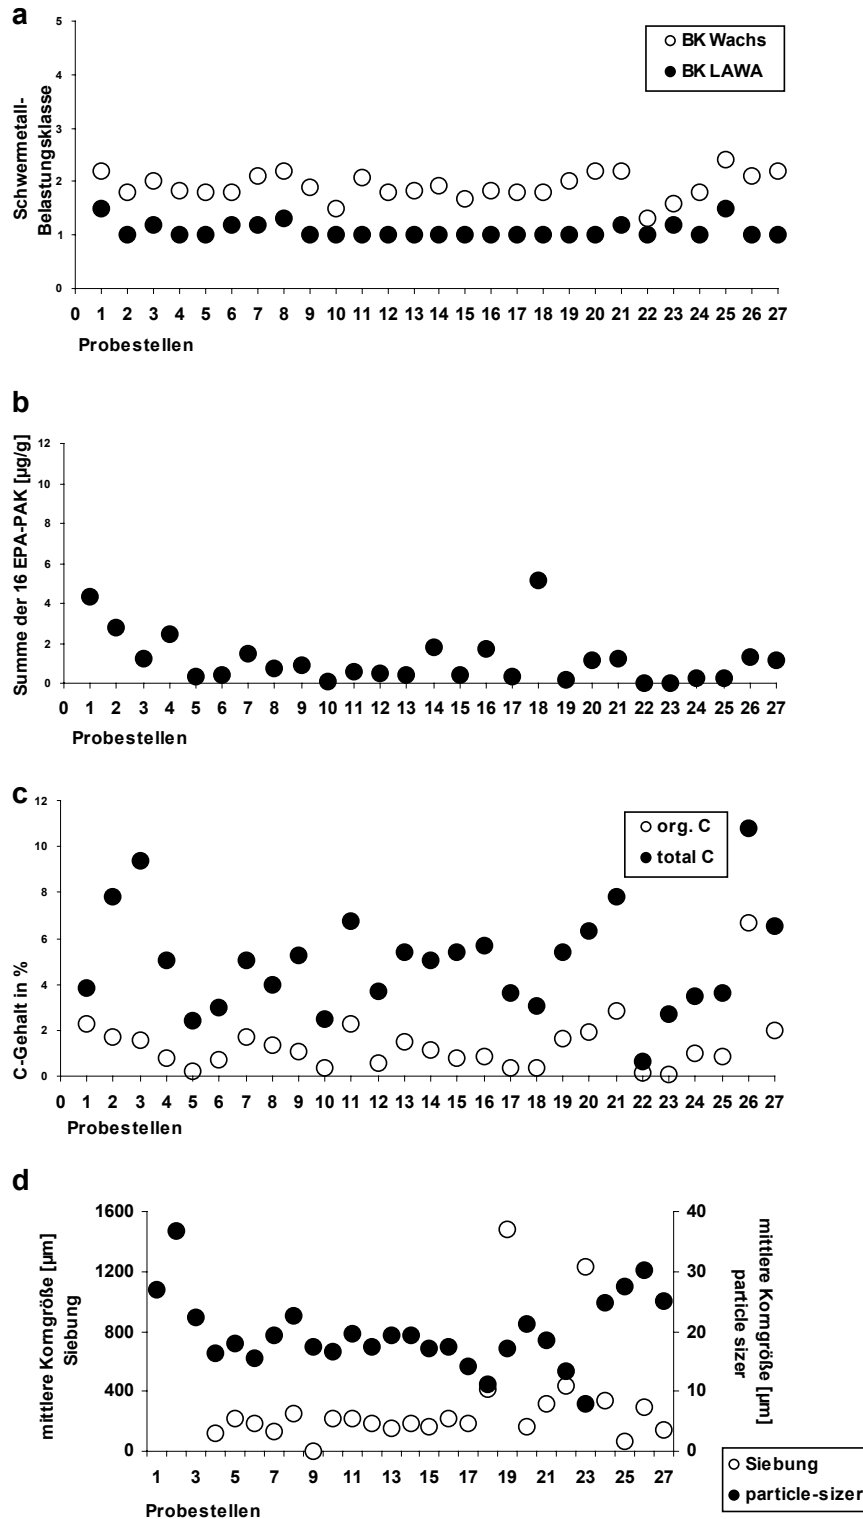 a
5
4
3
2
1
0
Schwermetall-
Belastungsklasse
BK Wachs
BK LAWA
0 1 2 3 4 5 6 7 8 9 10 11 12 13 14 15 16 17 18 19 20 21 22 23 24 25 26 27
Probestellen
b
12
10
8
6
4
2
0
Summe der 16 EPA-PAK [µg/g]
0 1 2 3 4 5 6 7 8 9 10 11 12 13 14 15 16 17 18 19 20 21 22 23 24 25 26 27
Probestellen
c
12
10
8
6
4
2
0
C-Gehalt in %
org. C
total C
0 1 2 3 4 5 6 7 8 9 10 11 12 13 14 15 16 17 18 19 20 21 22 23 24 25 26 27
Probestellen
d
1600
1200
800
400
0
mittlere Korngröße [µm]
Siebung
40
30
20
10
0
mittlere Korngröße [µm]
particle sizer
1 3 5 7 9 11 13 15 17 19 21 23 25 27
Probestellen
Siebung
particle-sizer